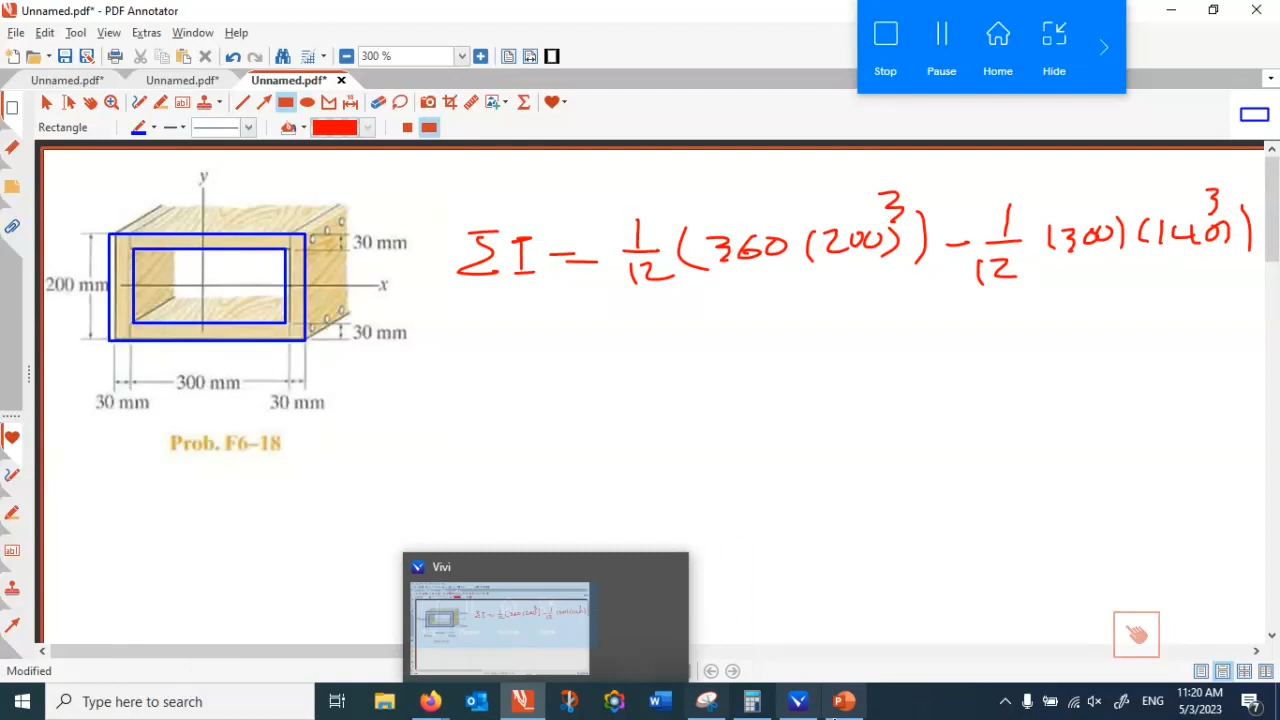 Unnamed.pdf* - PDF Annotator
Stop
Pause
Home
Hide
File Edit Tool View Extras Window Help
300 %
Unnamed.pdf*
Unnamed.pdf*
Unnamed.pdf*
Rectangle
y
30 mm
200 mm
x
30 mm
300 mm
30 mm
30 mm
Prob. F6–18
ΣI = 1/12 (360 (200)³) - 1/12 (300) (140)³)
Vivi
Modified
Type here to search
ENG
11:20 AM
5/3/2023
7